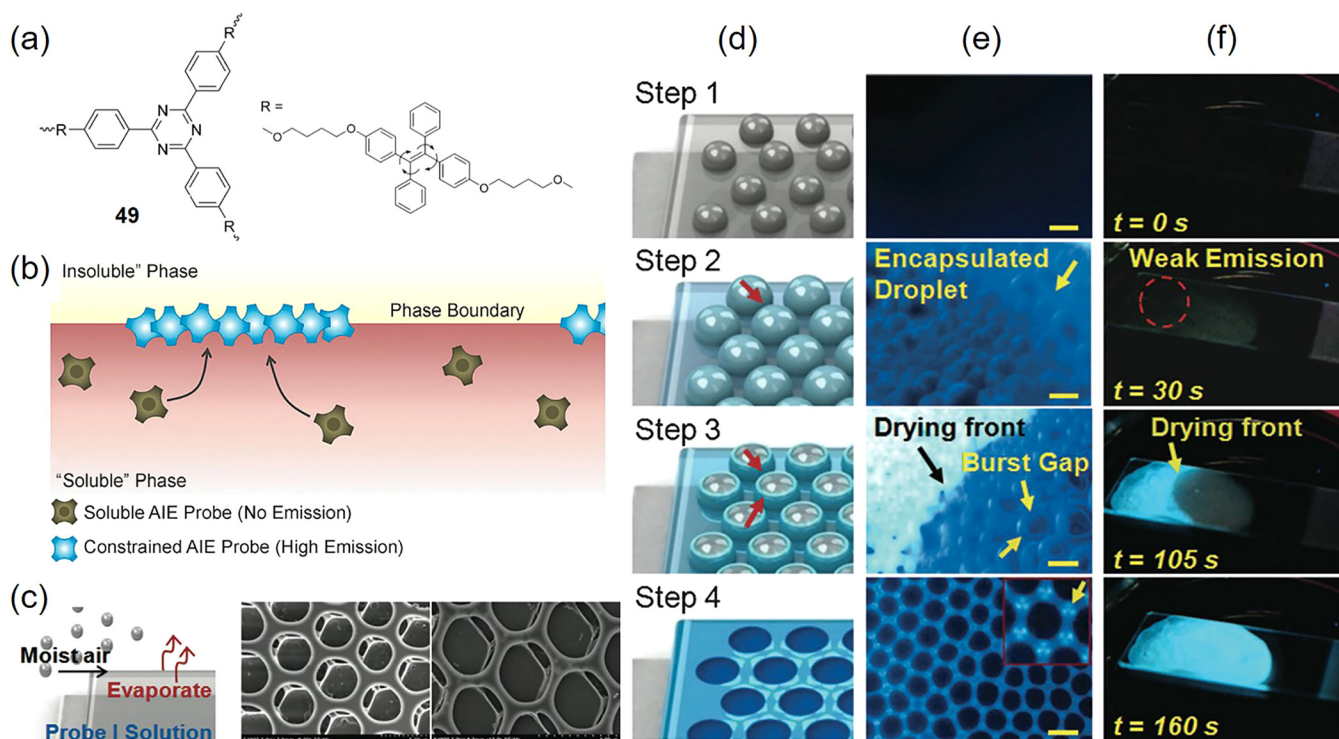 (a)
R
N
N
N
R
R
49
R =
O
O
O
O
(b)
Insoluble” Phase
Phase Boundary
“Soluble” Phase
Soluble AIE Probe (No Emission)
Constrained AIE Probe (High Emission)
(c)
Moist air
Evaporate
Probe I Solution
(d)
(e)
(f)
Step 1
t = 0 s
Step 2
Encapsulated
Droplet
Weak Emission
t = 30 s
Step 3
Drying front
Burst Gap
Drying front
t = 105 s
Step 4
t = 160 s